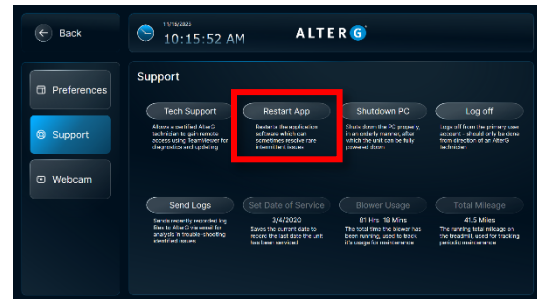 Back
11/18/2025
10:15:52 AM
ALTER G
Preferences
Support
Webcam
Support
Tech Support
Allows a certified AlterG
technician to gain remote
access using TeamViewer for
diagnostics and updating
Restart App
Restarts the application
software which can
sometimes resolve rare
intermittent issues
Shutdown PC
Shuts down the PC properly,
in an orderly manner, after
which the unit can be fully
powered down
Log off
Logs off from the primary user
account - should only be done
from direction of an AlterG
technician
Send Logs
Sends recently recorded log
files to AlterG via email for
analysis in trouble-shooting
identified issues
Set Date of Service
3/4/2020
Saves the current date to
record the last date the unit
has been serviced
Blower Usage
81 Hrs 18 Mins
The total time the blower has
been running, used to track
it's usage for maintenance
Total Mileage
41.5 Miles
The running total mileage on
the treadmill, used for tracking
periodic maintenance